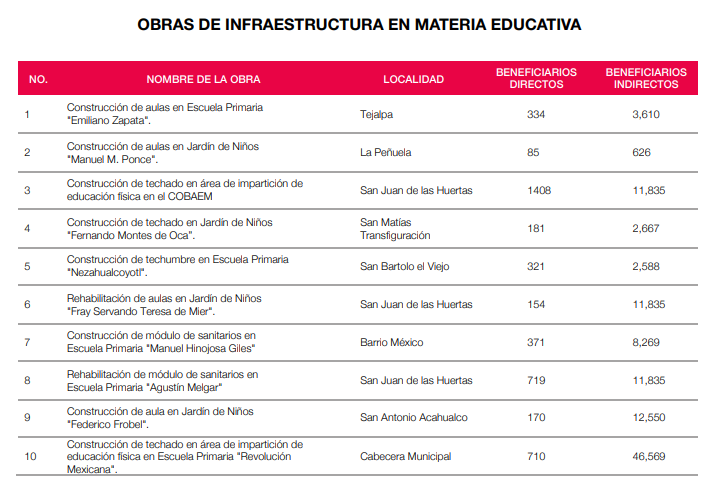 OBRAS DE INFRAESTRUCTURA EN MATERIA EDUCATIVA
NO. NOMBRE DE LA OBRA LOCALIDAD BENEFICIARIOS DIRECTOS BENEFICIARIOS INDIRECTOS
1 Construcción de aulas en Escuela Primaria "Emiliano Zapata". Tejalpa 334 3,610
2 Construcción de aulas en Jardín de Niños "Manuel M. Ponce". La Peñuela 85 626
3 Construcción de techado en área de impartición de educación física en el COBAEM San Juan de las Huertas 1408 11,835
4 Construcción de techado en Jardín de Niños "Fernando Montes de Oca". San Matías Transfiguración 181 2,667
5 Construcción de techumbre en Escuela Primaria "Nezahualcoyotl". San Bartolo el Viejo 321 2,588
6 Rehabilitación de aulas en Jardín de Niños "Fray Servando Teresa de Mier". San Juan de las Huertas 154 11,835
7 Construcción de módulo de sanitarios en Escuela Primaria "Manuel Hinojosa Giles" Barrio México 371 8,269
8 Rehabilitación de módulo de sanitarios en Escuela Primaria "Agustín Melgar" San Juan de las Huertas 719 11,835
9 Construcción de aula en Jardín de Niños "Federico Frobel". San Antonio Acahualco 170 12,550
10 Construcción de techado en área de impartición de educación física en Escuela Primaria "Revolución Mexicana". Cabecera Municipal 710 46,569